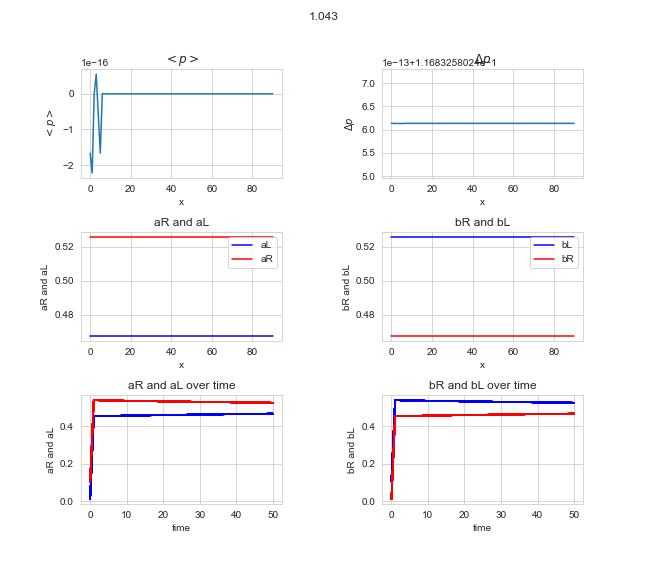 1.043
1e−16
< p >
0
−1
−2
< p >
0 20 40 60 80
x
Δp
1e−13+1.1683258024e−1
7.0
6.5
6.0
5.5
5.0
Δp
0 20 40 60 80
x
aR and aL
0.52
0.50
0.48
aR and aL
aL
aR
0 20 40 60 80
x
bR and bL
0.52
0.50
0.48
bR and bL
bL
bR
0 20 40 60 80
x
aR and aL over time
0.4
0.2
0.0
aR and aL
0 10 20 30 40 50
time
bR and bL over time
0.4
0.2
0.0
bR and bL
0 10 20 30 40 50
time